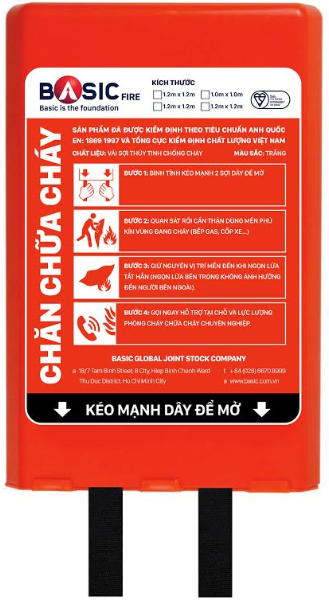 BASIC FIRE
Basic is the foundation
KÍCH THƯỚC
1.2m x 1.2m 1.0m x 1.0m
1.2m x 1.2m 1.2m x 1.2m
CHĂN CHỮA CHÁY
SẢN PHẨM ĐÃ ĐƯỢC KIỂM ĐỊNH THEO TIÊU CHUẨN ANH QUỐC
EN: 1869 1997 VÀ TỔNG CỤC KIỂM ĐỊNH CHẤT LƯỢNG VIỆT NAM
CHẤT LIỆU: VẢI SỢI THỦY TINH CHỐNG CHÁY MÀU SẮC: TRẮNG
BƯỚC 1: BÌNH TĨNH KÉO MẠNH 2 SỢI DÂY ĐỂ MỞ
BƯỚC 2: QUAN SÁT RỒI CẨN THẬN DÙNG MỀN PHỦ
KÍN VÙNG ĐANG CHÁY (BẾP GAS, CỐP XE...)
BƯỚC 3: GIỮ NGUYÊN VỊ TRÍ MỀN ĐẾN KHI NGỌN LỬA
TẮT HẲN (NGỌN LỬA BÊN TRONG KHÔNG ẢNH HƯỞNG
ĐẾN NGƯỜI BÊN NGOÀI).
BƯỚC 4: GỌI NGAY HỖ TRỢ TẠI CHỖ VÀ LỰC LƯỢNG
PHÒNG CHÁY CHỮA CHÁY CHUYÊN NGHIỆP.
BASIC GLOBAL JOINT STOCK COMPANY
a 18/7 Tam Binh Street, 8 City, Hiep Binh Chanh Ward t +84 (028) 6670 8999
Thu Duc District, Ho Chi Minh City w www.basic.com.vn
KÉO MẠNH DÂY ĐỂ MỞ